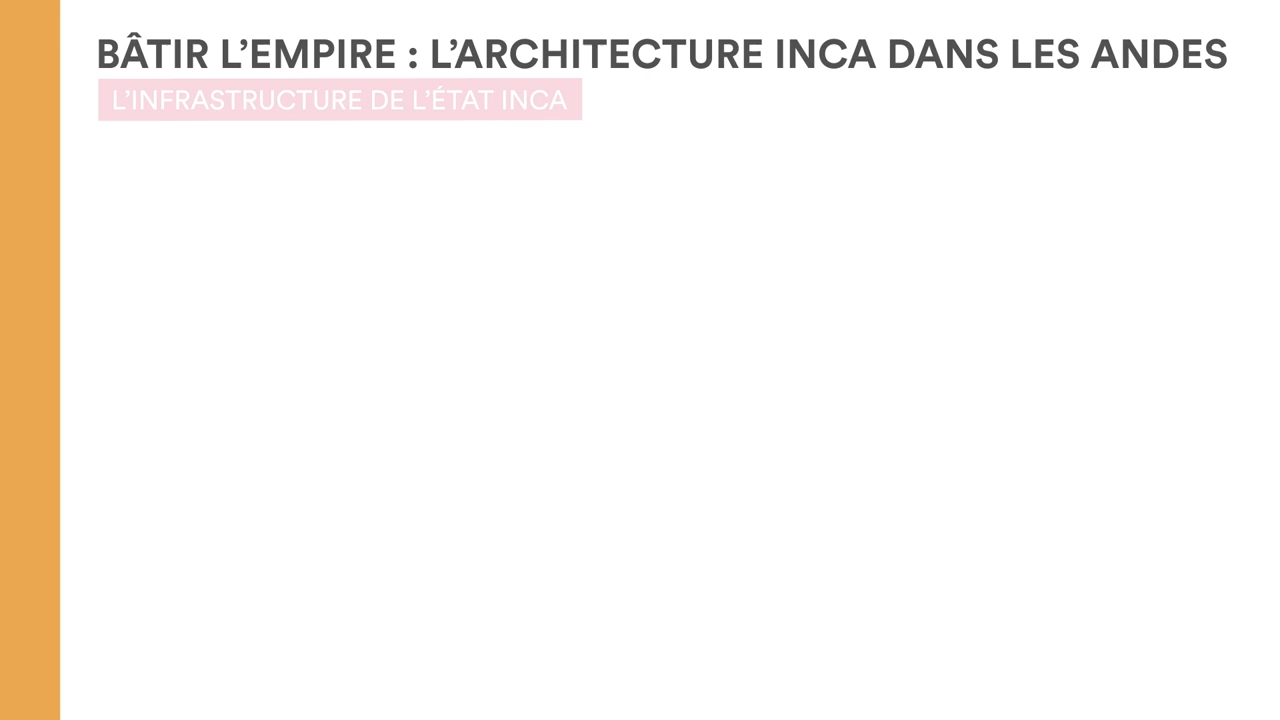 BÂTIR L’EMPIRE : L’ARCHITECTURE INCA DANS LES ANDES
L’INFRASTRUCTURE DE L’ÉTAT INCA